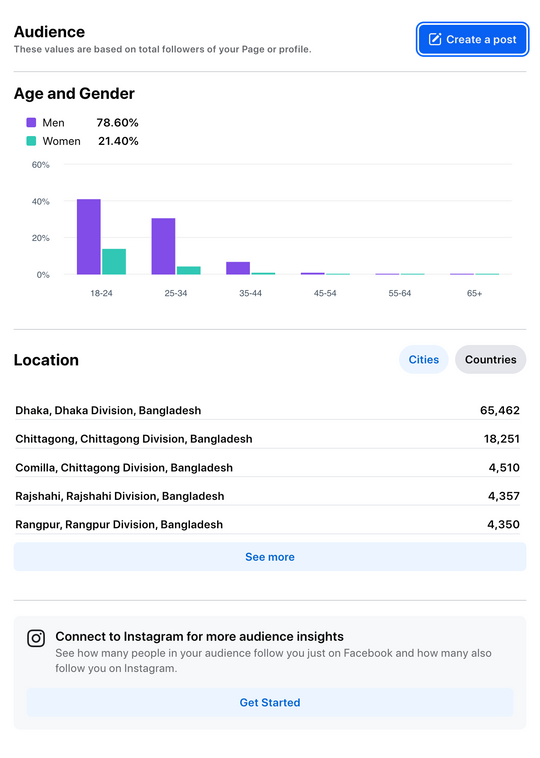 Audience
These values are based on total followers of your Page or profile.
Create a post
Age and Gender
Men 78.60%
Women 21.40%
60%
40%
20%
0%
18-24 25-34 35-44 45-54 55-64 65+
Location
Cities Countries
Dhaka, Dhaka Division, Bangladesh 65,462
Chittagong, Chittagong Division, Bangladesh 18,251
Comilla, Chittagong Division, Bangladesh 4,510
Rajshahi, Rajshahi Division, Bangladesh 4,357
Rangpur, Rangpur Division, Bangladesh 4,350
See more
Connect to Instagram for more audience insights
See how many people in your audience follow you just on Facebook and how many also
follow you on Instagram.
Get Started